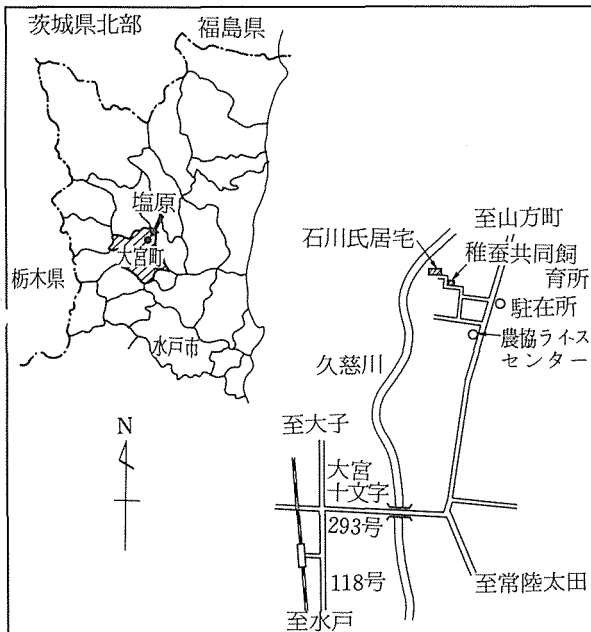 茨城県北部
福島県
塩原
大宮町
栃木県
水戸市
N
至山方町
石川氏居宅
稚蚕共同飼
育所
駐在所
農協ライス
センター
久慈川
至大子
大宮
十文字
293号
118号
至水戸
至常陸太田